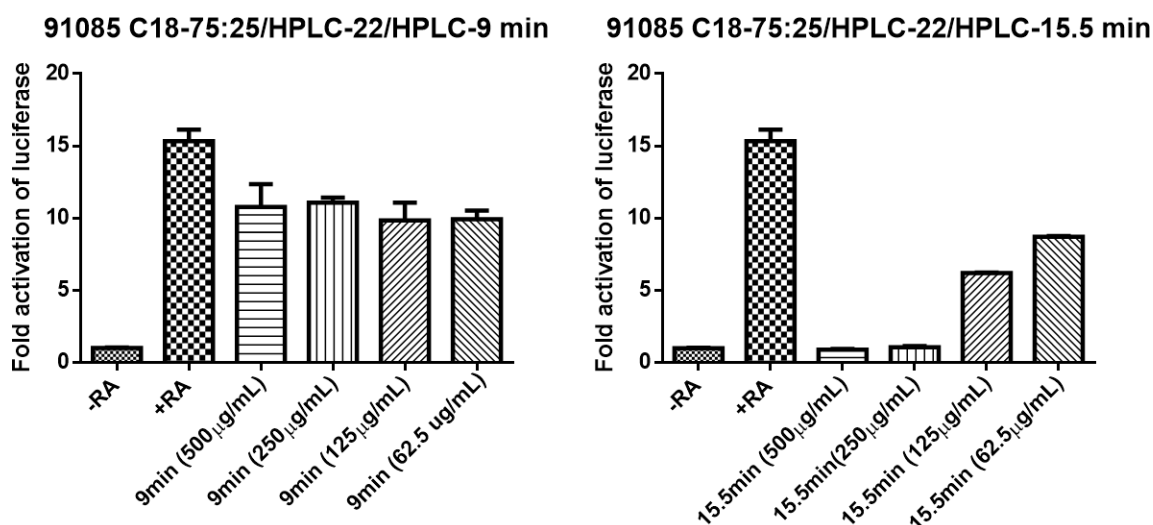 91085 C18-75:25/HPLC-22/HPLC-9 min
Fold activation of luciferase
20
15
10
5
0
-RA
+RA
9min (500μg/mL)
9min (250μg/mL)
9min (125μg/mL)
9min (62.5 ug/mL)
91085 C18-75:25/HPLC-22/HPLC-15.5 min
Fold activation of luciferase
20
15
10
5
0
-RA
+RA
15.5min (500μg/mL)
15.5min(250μg/mL)
15.5min (125μg/mL)
15.5min (62.5μg/mL)